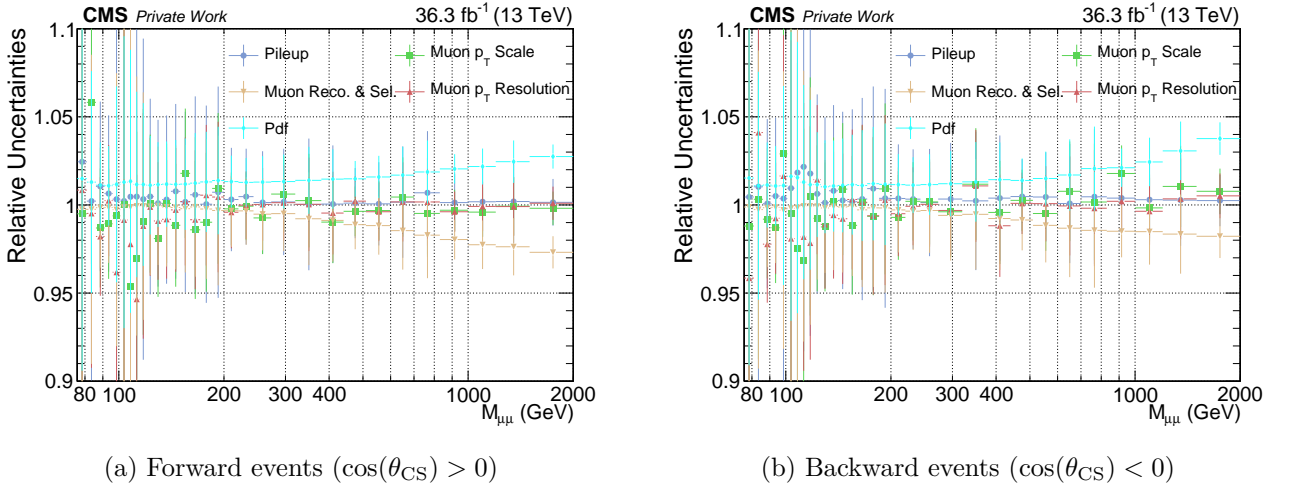 CMS Private Work 36.3 fb⁻¹ (13 TeV)
Relative Uncertainties
1.1
1.05
1
0.95
0.9
Pileup
Muon p_T Scale
Muon Reco. & Sel.
Muon p_T Resolution
Pdf
80 100 200 300 400 1000 2000
M_μμ (GeV)
(a) Forward events (cos(θ_CS) > 0)
CMS Private Work 36.3 fb⁻¹ (13 TeV)
Relative Uncertainties
1.1
1.05
1
0.95
0.9
Pileup
Muon p_T Scale
Muon Reco. & Sel.
Muon p_T Resolution
Pdf
80 100 200 300 400 1000 2000
M_μμ (GeV)
(b) Backward events (cos(θ_CS) < 0)